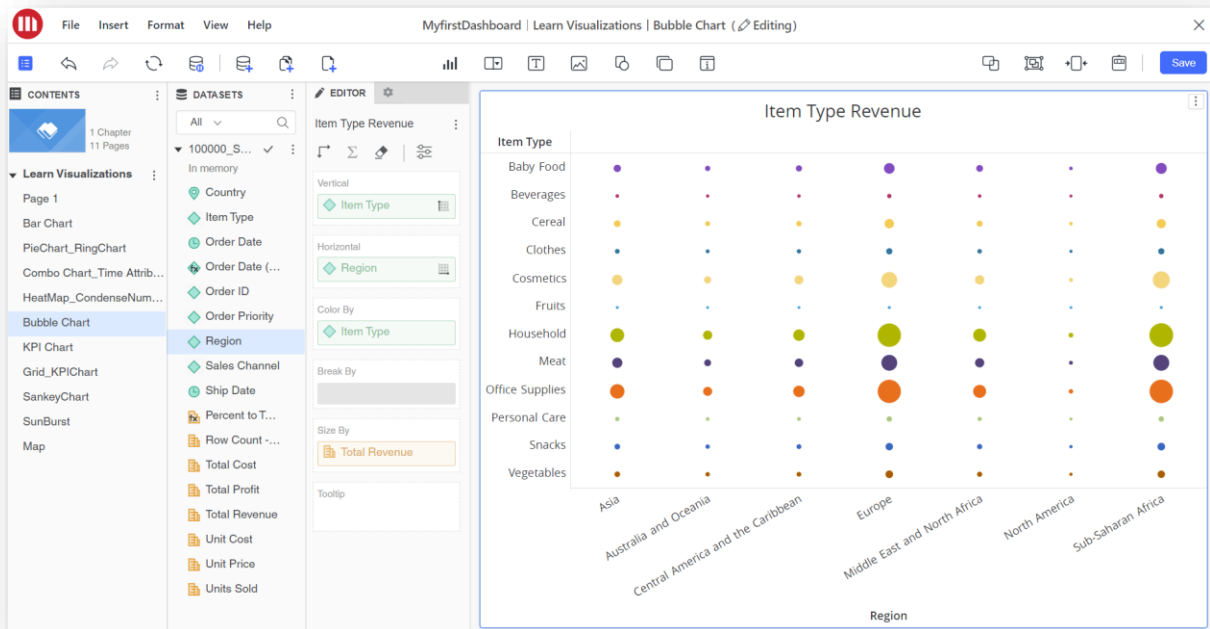 File Insert Format View Help MyfirstDashboard | Learn Visualizations | Bubble Chart ( Editing)
Save
CONTENTS
1 Chapter
11 Pages
Learn Visualizations
Page 1
Bar Chart
PieChart_RingChart
Combo Chart_Time Attrib...
HeatMap_CondenseNum...
Bubble Chart
KPI Chart
Grid_KPIChart
SankeyChart
SunBurst
Map
DATASETS
All
100000_S...
In memory
Country
Item Type
Order Date
Order Date (...
Order ID
Order Priority
Region
Sales Channel
Ship Date
Percent to T...
Row Count -...
Total Cost
Total Profit
Total Revenue
Unit Cost
Unit Price
Units Sold
EDITOR
Item Type Revenue
Vertical
Item Type
Horizontal
Region
Color By
Item Type
Break By
Size By
Total Revenue
Tooltip
Item Type Revenue
Item Type
Baby Food
Beverages
Cereal
Clothes
Cosmetics
Fruits
Household
Meat
Office Supplies
Personal Care
Snacks
Vegetables
Asia
Australia and Oceania
Central America and the Caribbean
Europe
Middle East and North Africa
North America
Sub-Saharan Africa
Region